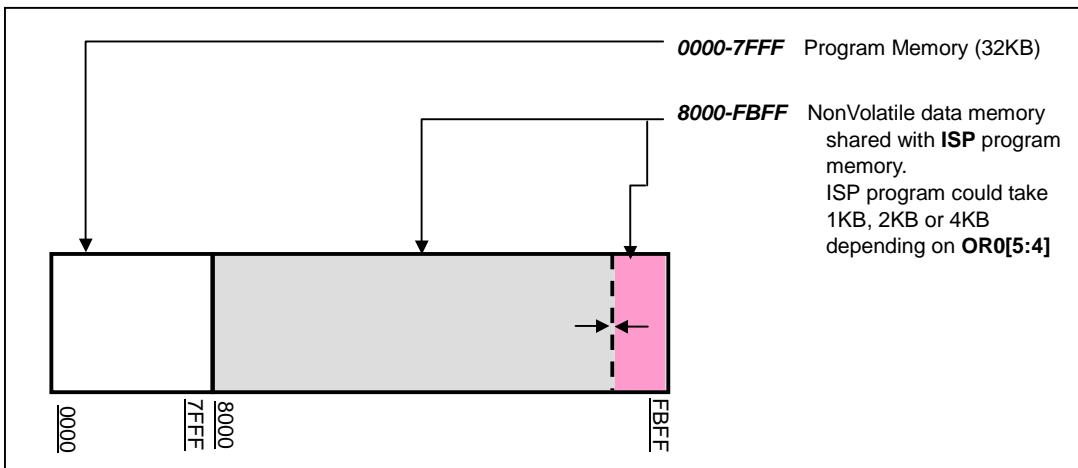 0000-7FFF Program Memory (32KB)
8000-FBFF NonVolatile data memory
shared with ISP program
memory.
ISP program could take
1KB, 2KB or 4KB
depending on OR0[5:4]
0000
7FFF
8000
FBFF